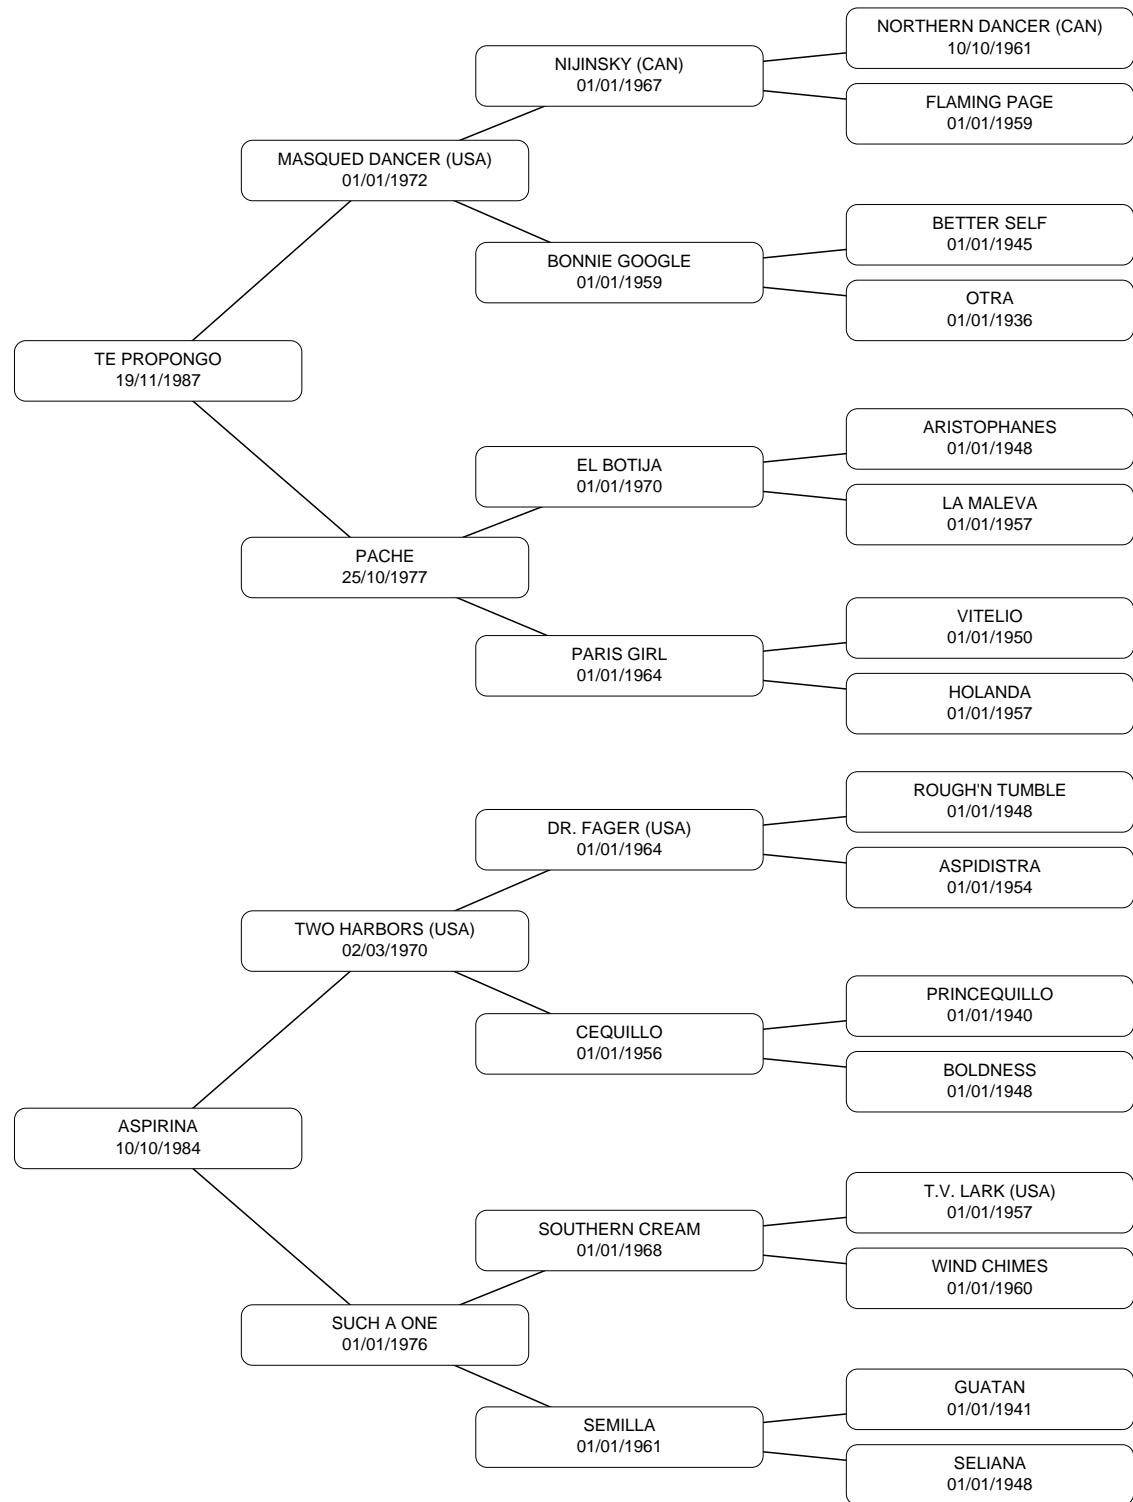 NORTHERN DANCER (CAN)
10/10/1961
NIJINSKY (CAN)
01/01/1967
FLAMING PAGE
01/01/1959
MASQUED DANCER (USA)
01/01/1972
BETTER SELF
01/01/1945
BONNIE GOOGLE
01/01/1959
OTRA
01/01/1936
TE PROPONGO
19/11/1987
ARISTOPHANES
01/01/1948
EL BOTIJA
01/01/1970
LA MALEVA
01/01/1957
PACHE
25/10/1977
VITELIO
01/01/1950
PARIS GIRL
01/01/1964
HOLANDA
01/01/1957
ROUGH'N TUMBLE
01/01/1948
DR. FAGER (USA)
01/01/1964
ASPIDISTRA
01/01/1954
TWO HARBORS (USA)
02/03/1970
PRINCEQUILLO
01/01/1940
CEQUILLO
01/01/1956
BOLDNESS
01/01/1948
ASPIRINA
10/10/1984
T.V. LARK (USA)
01/01/1957
SOUTHERN CREAM
01/01/1968
WIND CHIMES
01/01/1960
SUCH A ONE
01/01/1976
GUATAN
01/01/1941
SEMILLA
01/01/1961
SELIANA
01/01/1948